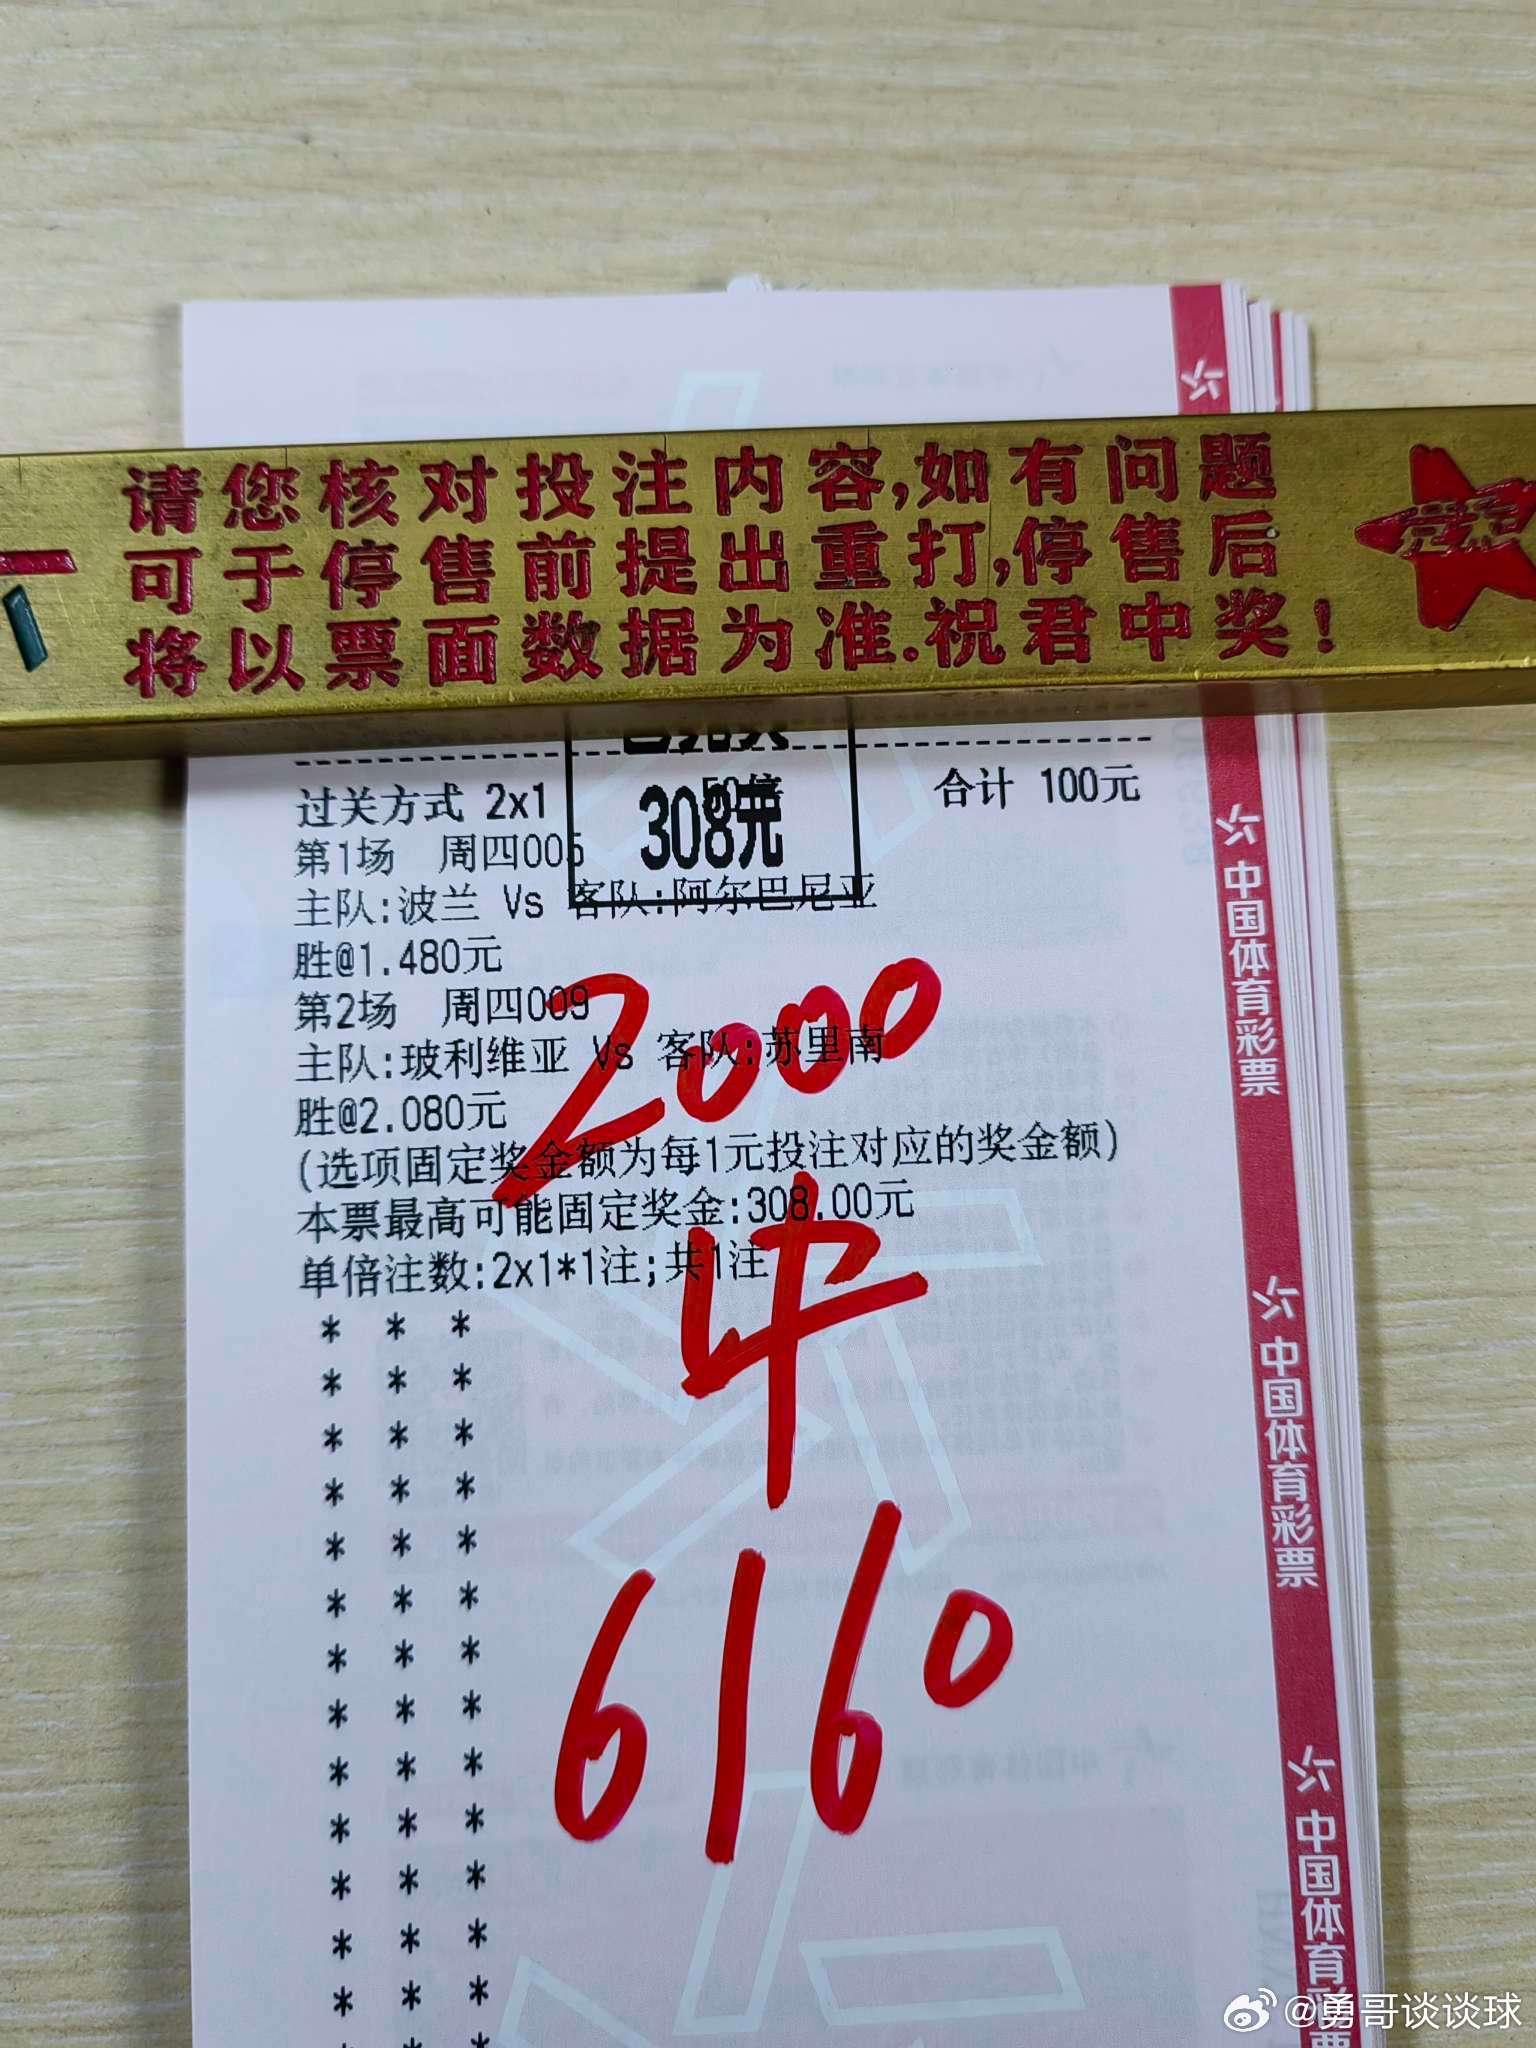 请您核对投注内容,如有问题
可于停售前提出重打,停售后
将以票面数据为准.祝君中奖!
过关方式 2x1 50倍 合计 100元
308元
第1场 周四005
主队:波兰 Vs 客队:阿尔巴尼亚
胜@1.480元
第2场 周四009
主队:玻利维亚 Vs 客队:苏里南
胜@2.080元
(选项固定奖金额为每1元投注对应的奖金额)
本票最高可能固定奖金:308.00元
单倍注数:2x1*1注;共1注
* * *
* * *
* * *
* * *
* * *
* * *
* * *
* * *
* * *
* * *
* * *
* * *
* * *
2000
中
6160
中国体育彩票
中国体育彩票
中国体育彩票
@勇哥谈谈球